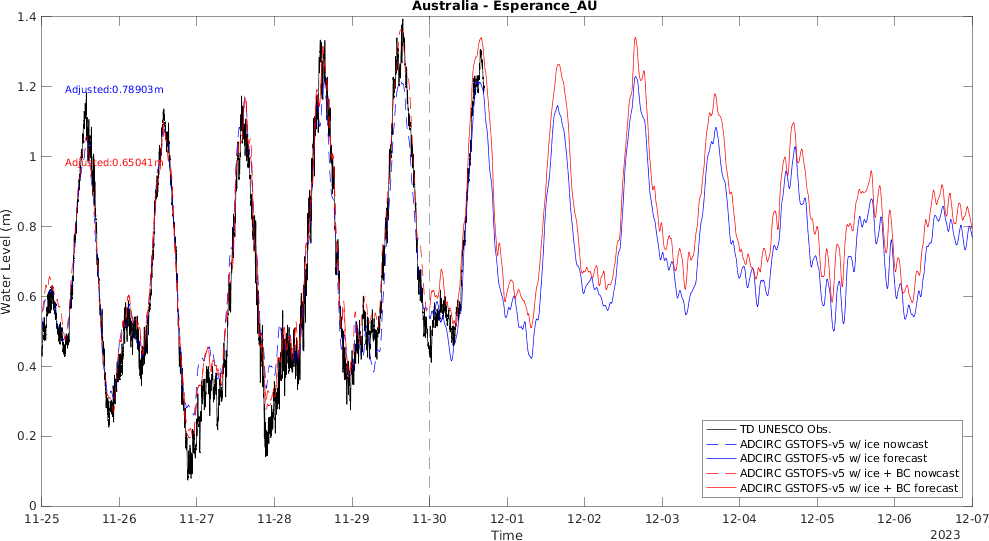 Australia - Esperance_AU
1.4
1.2
1
0.8
0.6
0.4
0.2
0
Water Level (m)
Adjusted:0.78903m
Adjusted:0.65041m
TD UNESCO Obs.
ADCIRC GSTOFS-v5 w/ ice nowcast
ADCIRC GSTOFS-v5 w/ ice forecast
ADCIRC GSTOFS-v5 w/ ice + BC nowcast
ADCIRC GSTOFS-v5 w/ ice + BC forecast
11-25 11-26 11-27 11-28 11-29 11-30 12-01 12-02 12-03 12-04 12-05 12-06 12-07
Time
2023